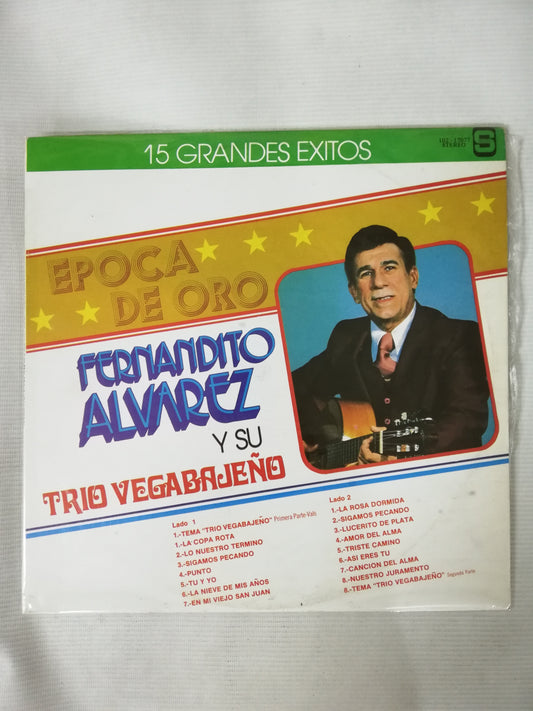 15 GRANDES EXITOS
STEREO
S
EPOCA
DE ORO
FERNANDITO
ALVAREZ
Y SU
TRIO VEGABAJEÑO
Lado 1
1.-TEMA "TRIO VEGABAJEÑO" Primera Parte-Vals
1.-LA COPA ROTA
2.-LO NUESTRO TERMINO
3.-SIGAMOS PECANDO
4.-PUNTO
5.-TU Y YO
6.-LA NIEVE DE MIS AÑOS
7.-EN MI VIEJO SAN JUAN
Lado 2
1.-LA ROSA DORMIDA
2.-SIGAMOS PECANDO
3.-LUCERITO DE PLATA
4.-AMOR DEL ALMA
5.-TRISTE CAMINO
6.-ASI ERES TU
7.-CANCION DEL ALMA
8.-NUESTRO JURAMENTO
8.-TEMA "TRIO VEGABAJEÑO" Segunda Parte